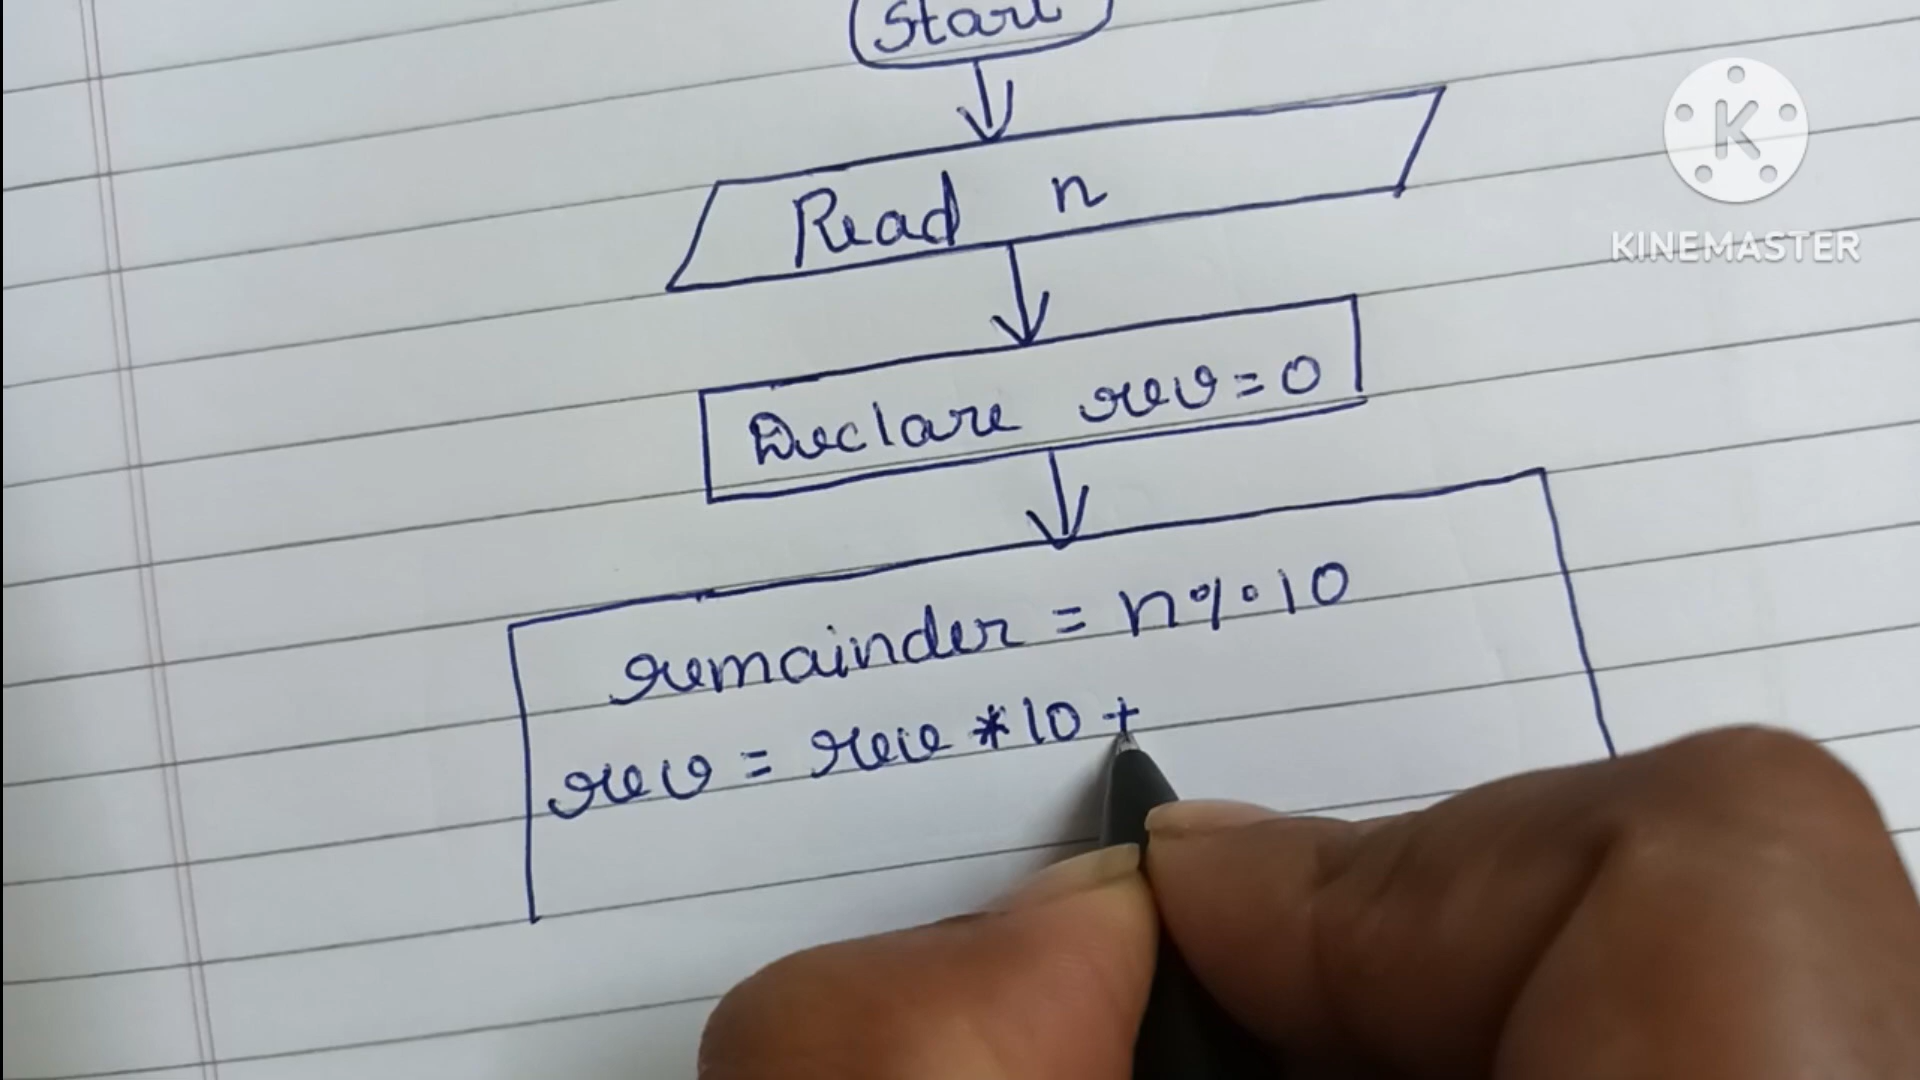 Start
Read n
Declare rev=0
remainder = n%10
rev = rev *10 +
K
KINEMASTER